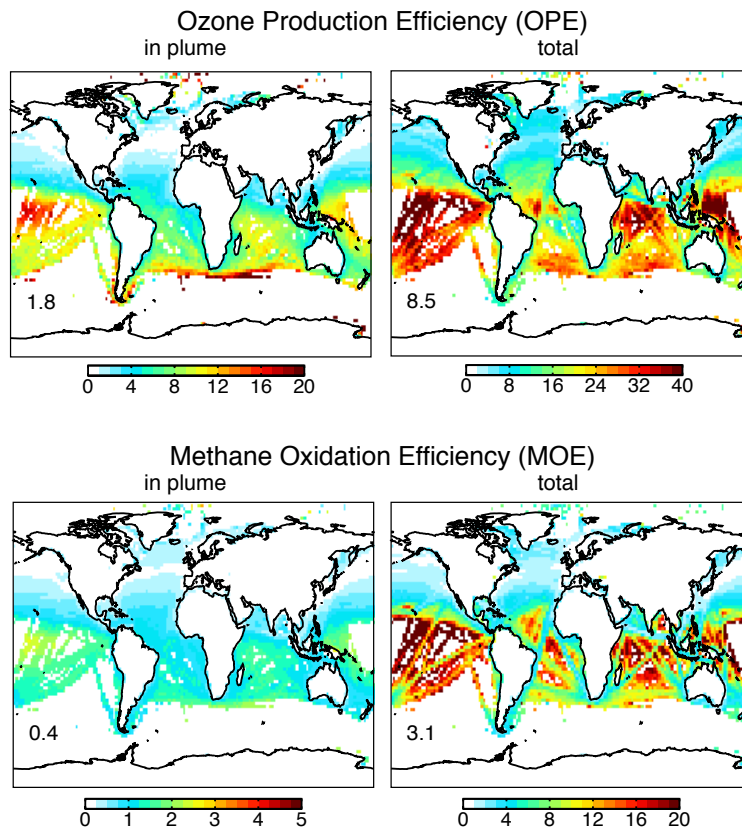 Ozone Production Efficiency (OPE)
in plume
total
1.8
8.5
0 4 8 12 16 20
0 8 16 24 32 40
Methane Oxidation Efficiency (MOE)
in plume
total
0.4
3.1
0 1 2 3 4 5
0 4 8 12 16 20